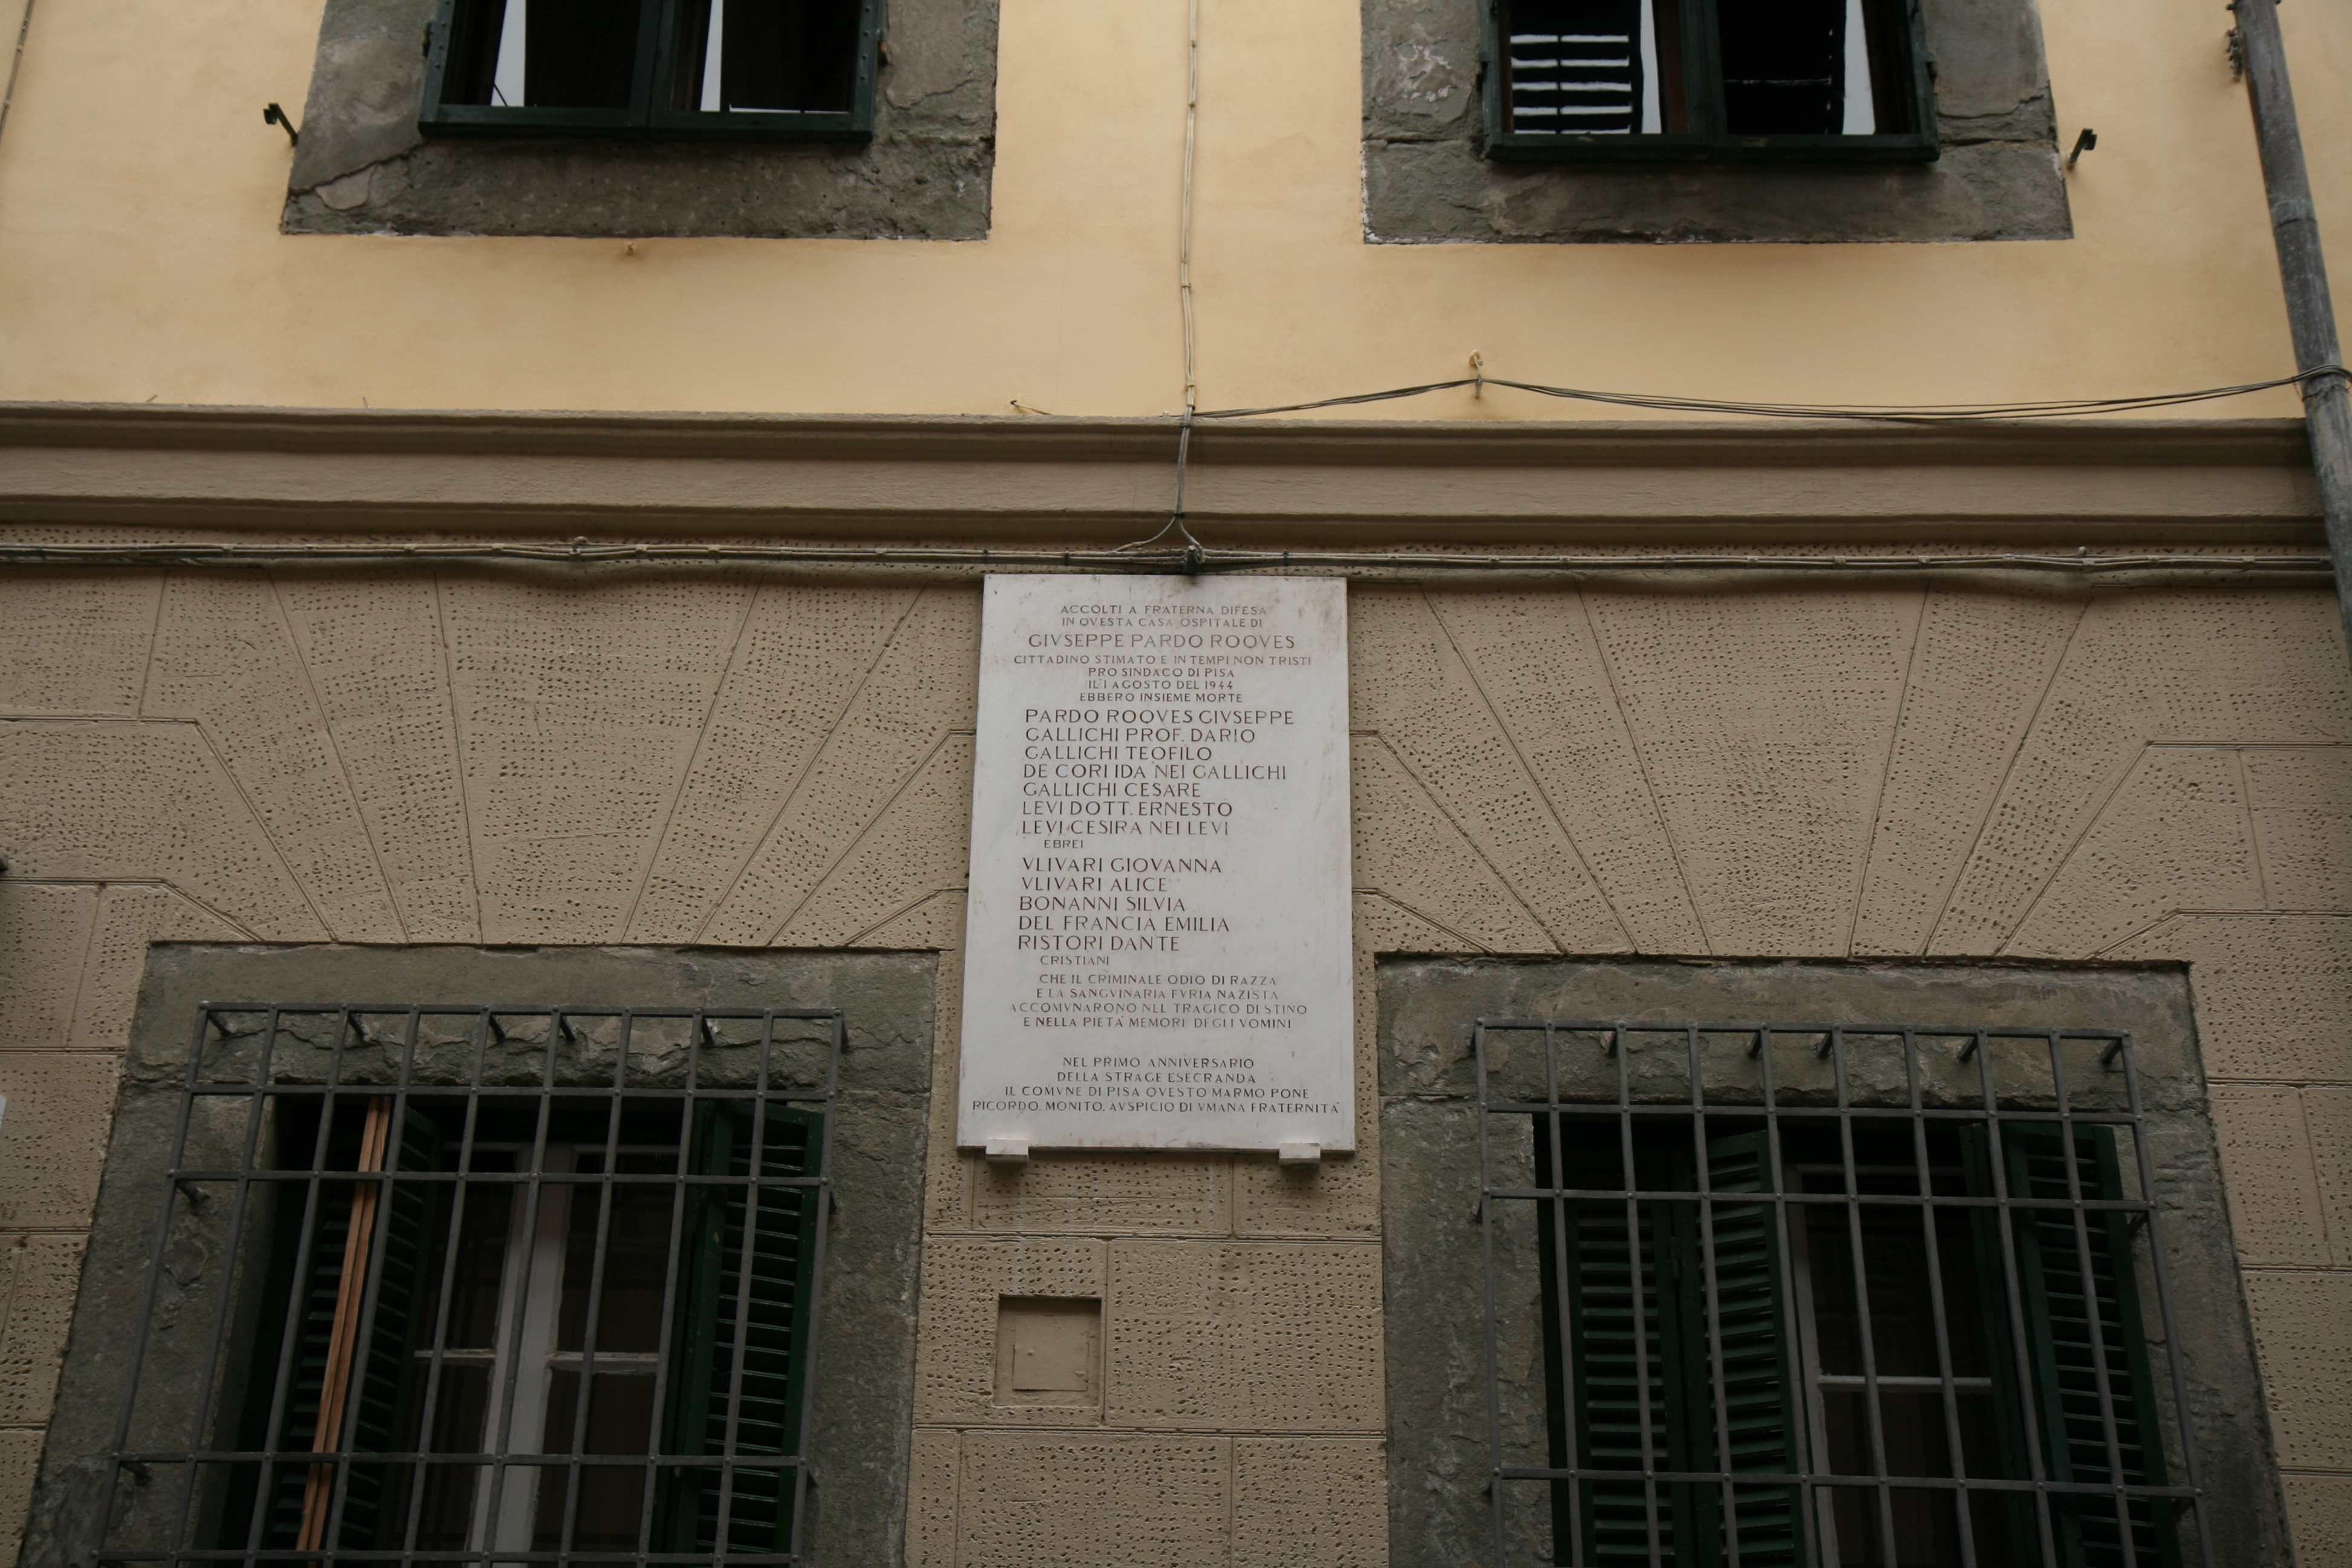 ACCOLTI A FRATERNA DIFESA
IN QVESTA CASA OSPITALE DI
GIVSEPPE PARDO ROQVES
CITTADINO STIMATO E IN TEMPI NON TRISTI
PRO SINDACO DI PISA
IL 1 AGOSTO DEL 1944
EBBERO INSIEME MORTE
PARDO ROQVES GIVSEPPE
GALLICHI PROF. DARIO
GALLICHI TEOFILO
DE CORI IDA NEI GALLICHI
GALLICHI CESARE
LEVI DOTT. ERNESTO
LEVI CESIRA NEI LEVI
EBREI
VLIVARI GIOVANNA
VLIVARI ALICE
BONANNI SILVIA
DEL FRANCIA EMILIA
RISTORI DANTE
CRISTIANI
CHE IL CRIMINALE ODIO DI RAZZA
E LA SANGVINARIA FVRIA NAZISTA
ACCOMVNARONO NEL TRAGICO DESTINO
E NELLA PIETA' MEMORE DEGLI VOMINI
NEL PRIMO ANNIVERSARIO
DELLA STRAGE ESECRANDA
IL COMVNE DI PISA QVESTO MARMO PONE
RICORDO. MONITO. AVSPICIO DI VMANA FRATERNITA'